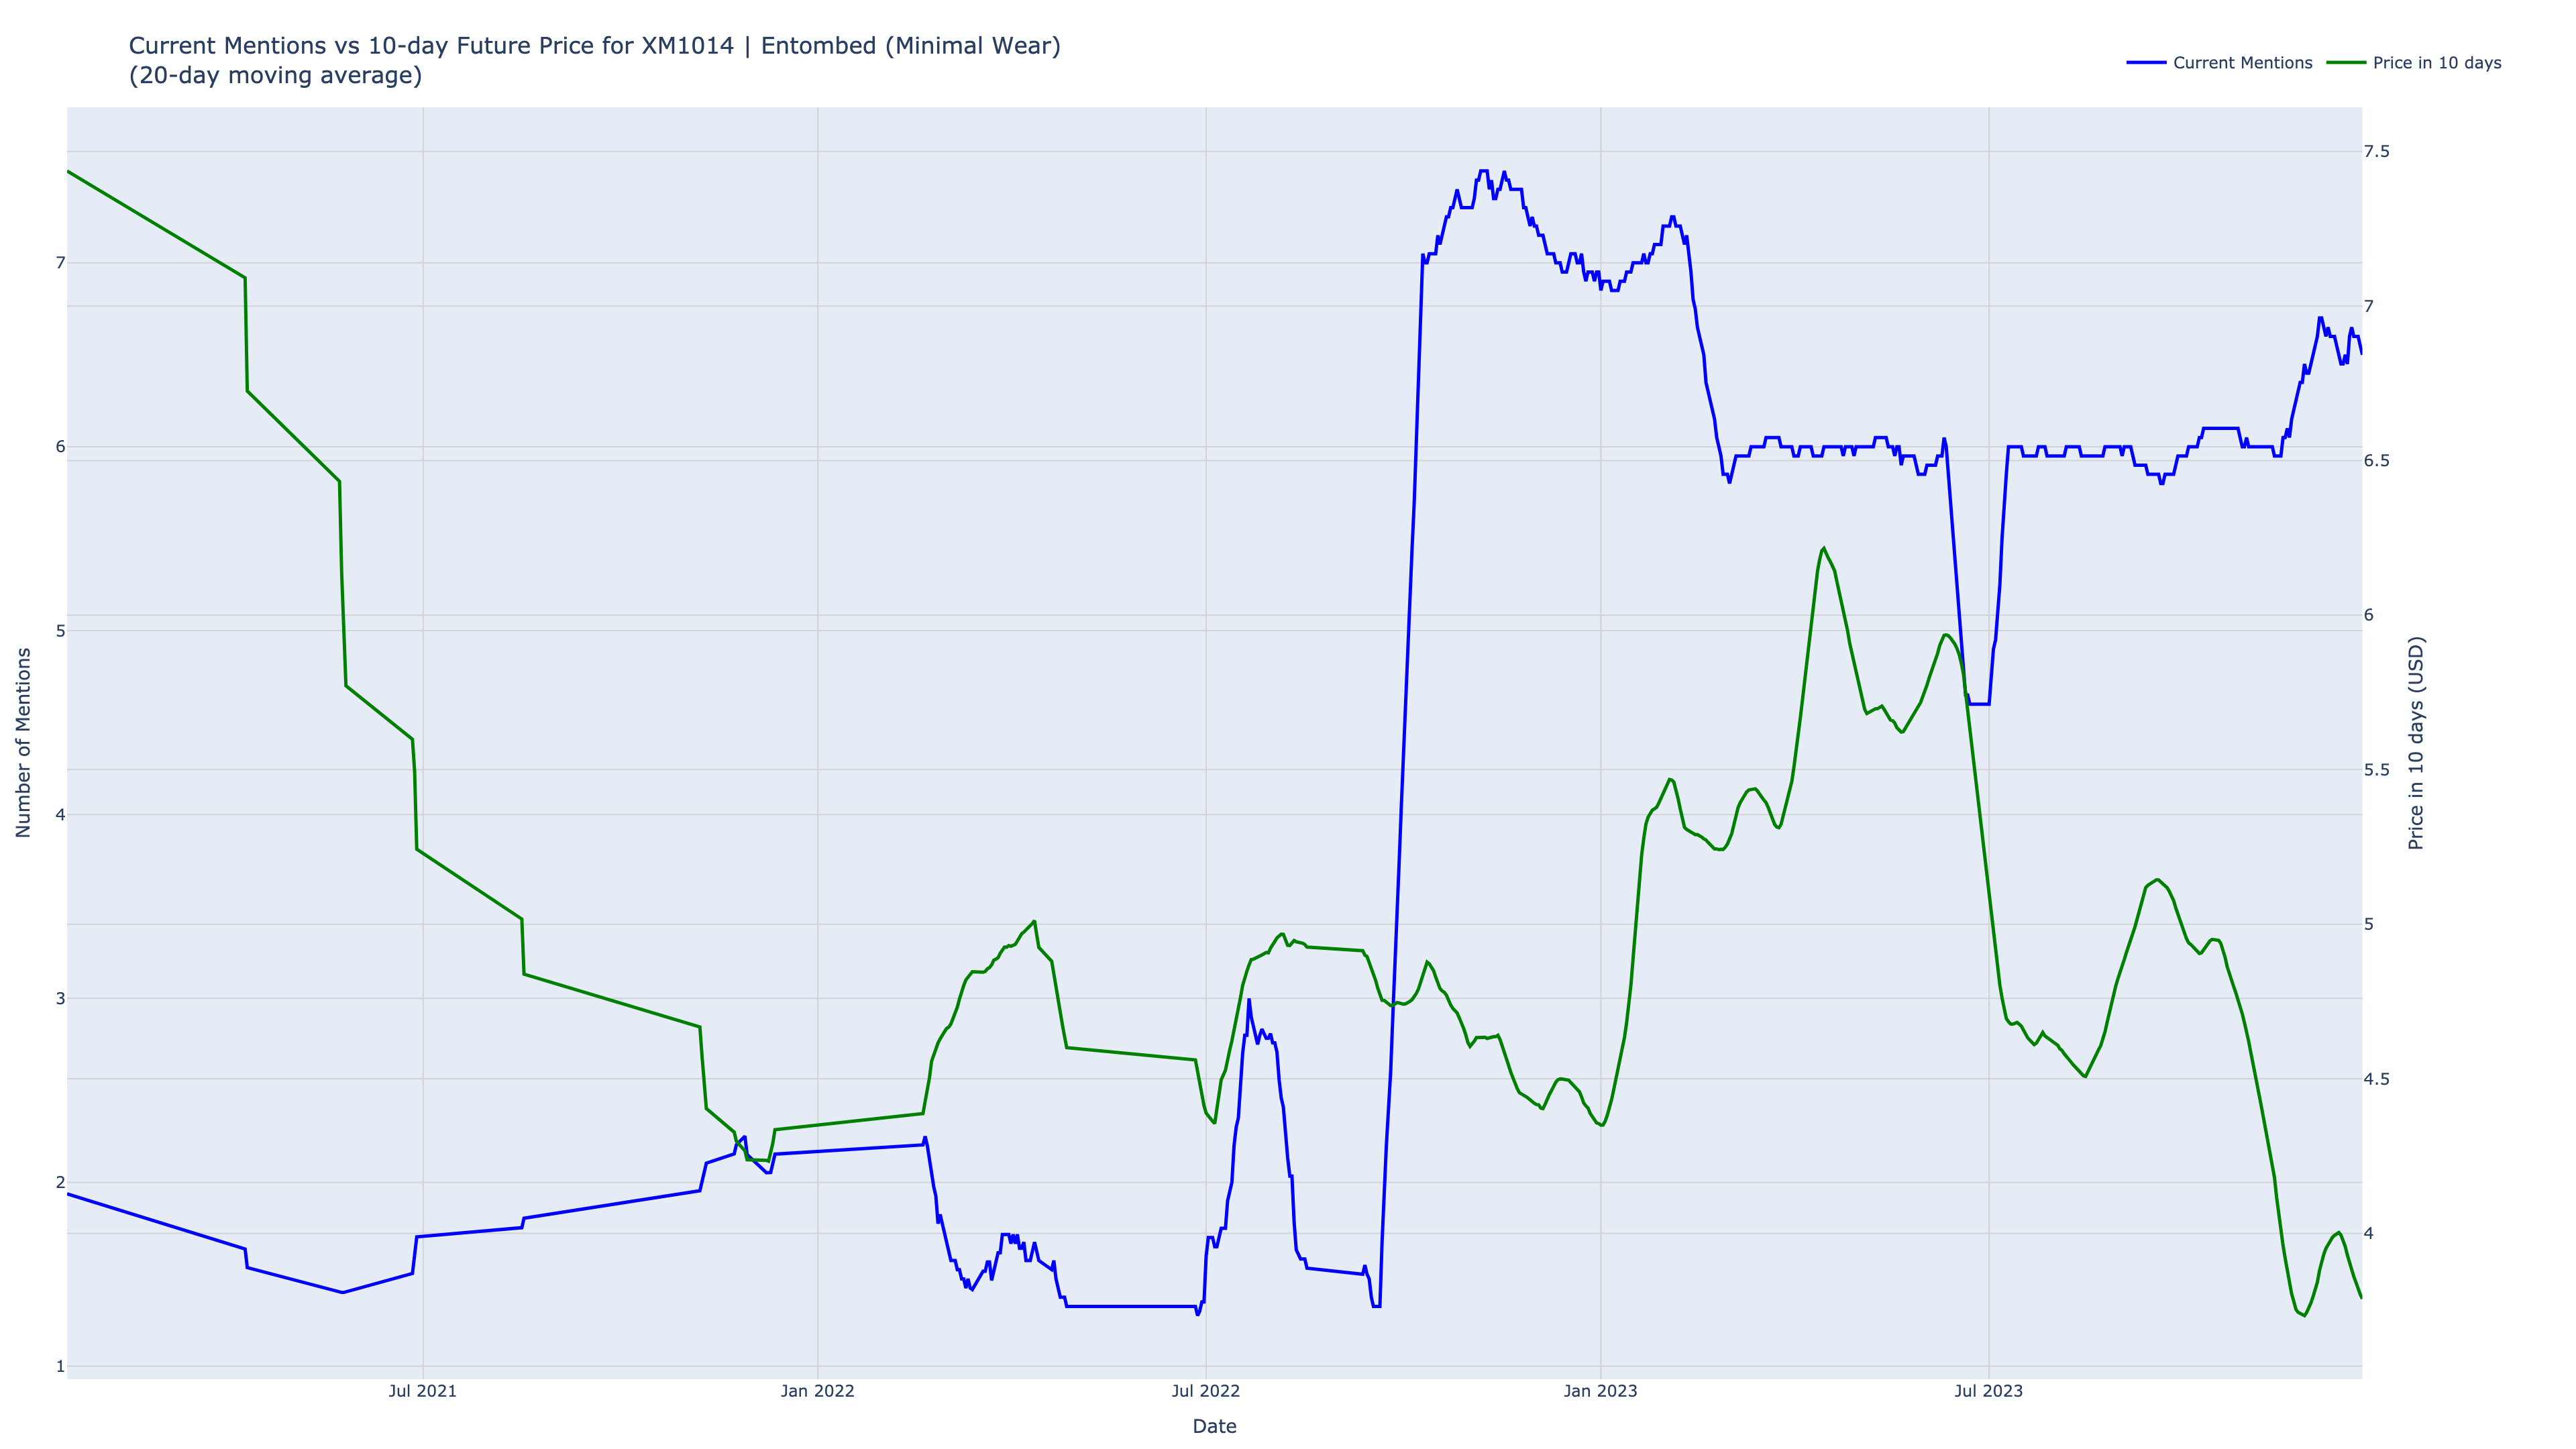 Current Mentions vs 10-day Future Price for XM1014 | Entombed (Minimal Wear)
(20-day moving average)
Current Mentions
Price in 10 days
7.5
7
7
6
6.5
5
6
5.5
4
5
3
4.5
2
4
1
Number of Mentions
Price in 10 days (USD)
Jul 2021
Jan 2022
Jul 2022
Jan 2023
Jul 2023
Date